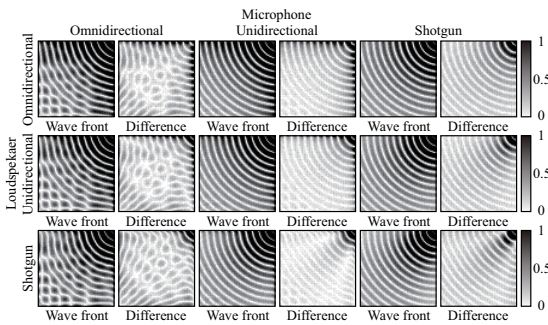 Microphone
Omnidirectional Unidirectional Shotgun
Omnidirectional
1
0.5
0
Wave front Difference Wave front Difference Wave front Difference
Loudspekaer
Unidirectional
1
0.5
0
Wave front Difference Wave front Difference Wave front Difference
Shotgun
1
0.5
0
Wave front Difference Wave front Difference Wave front Difference